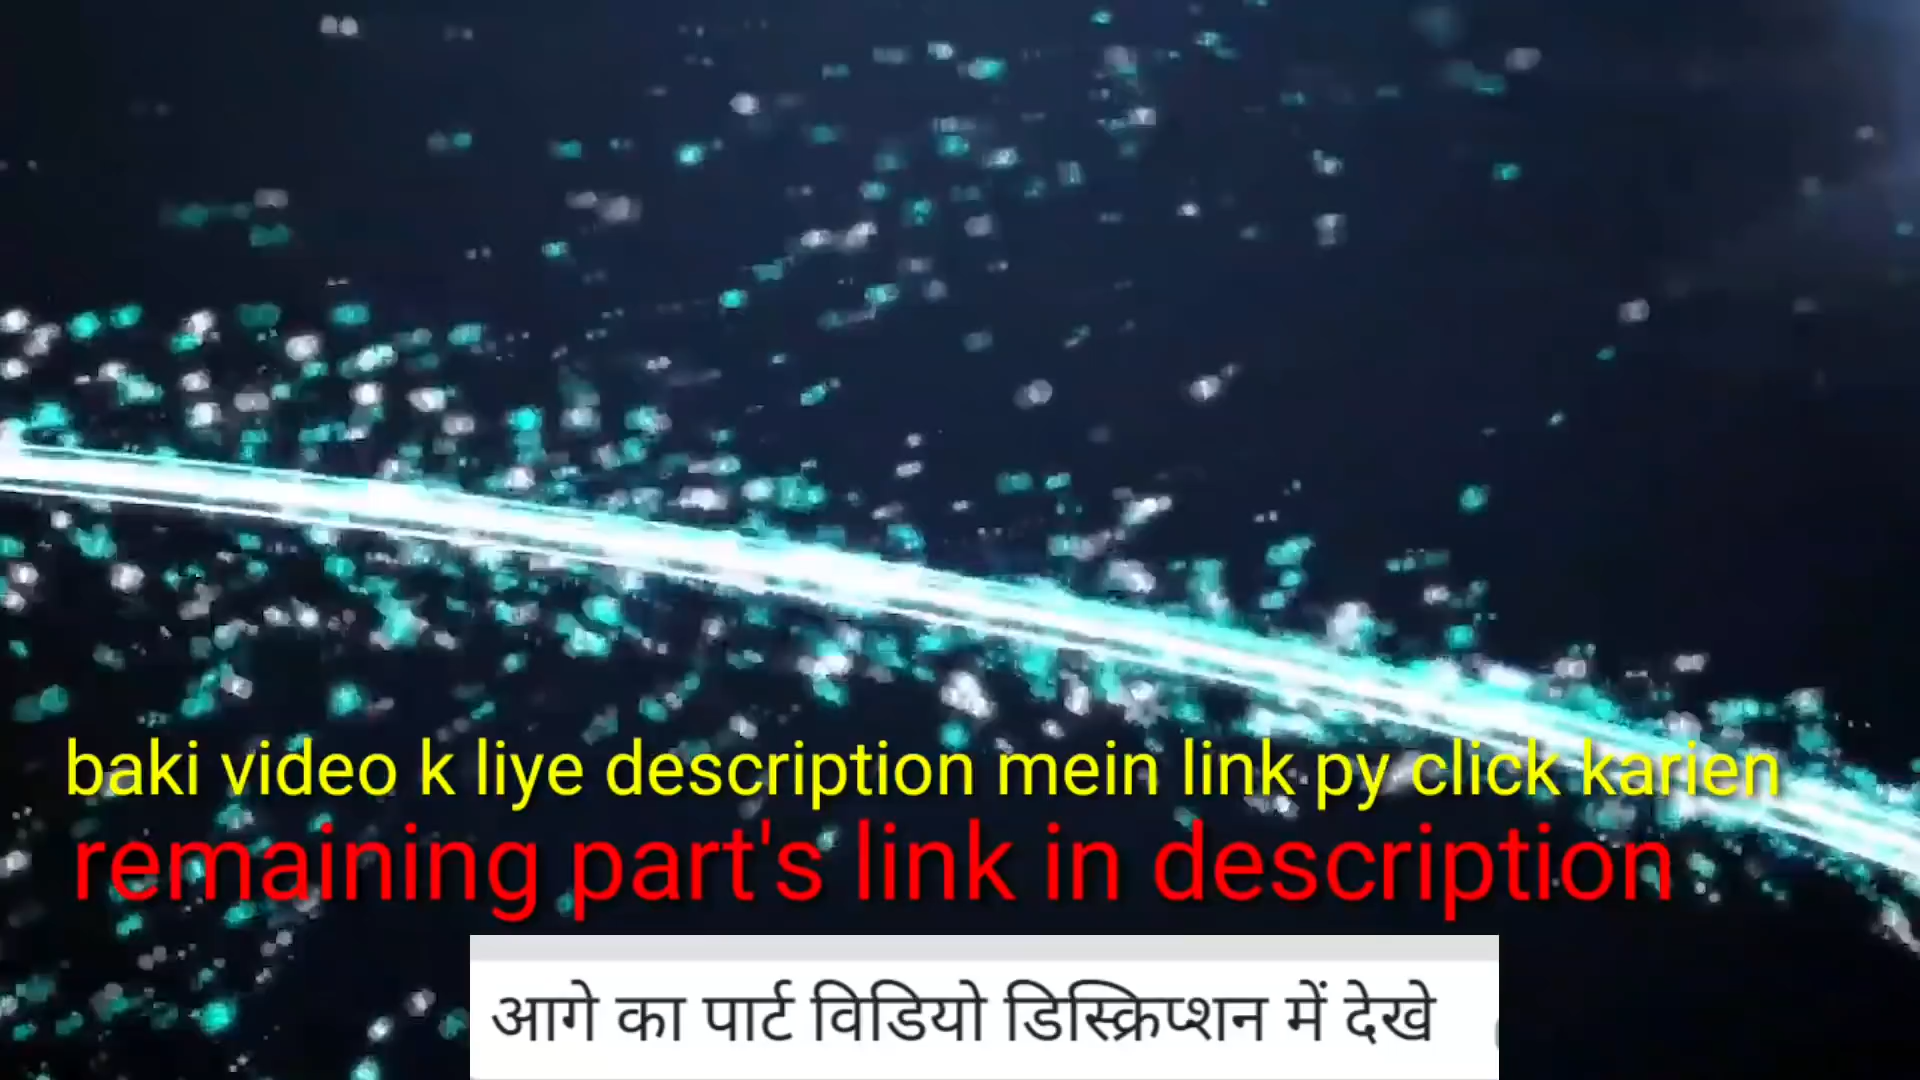 baki video k liye description mein link py click karien
remaining part's link in description
आगे का पार्ट विडियो डिस्क्रिप्शन में देखे